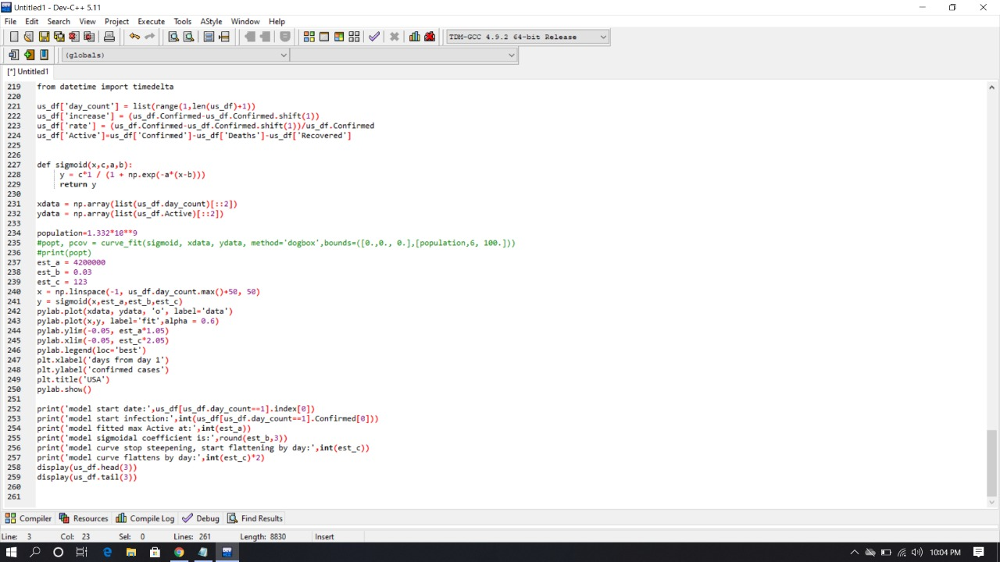 Untitled1 - Dev-C++ 5.11
File Edit Search View Project Execute Tools AStyle Window Help
TDM-GCC 4.9.2 64-bit Release
(globals)
[*] Untitled1
219 from datetime import timedelta
220
221 us_df['day_count'] = list(range(1,len(us_df)+1))
222 us_df['increase'] = (us_df.Confirmed-us_df.Confirmed.shift(1))
223 us_df['rate'] = (us_df.Confirmed-us_df.Confirmed.shift(1))/us_df.Confirmed
224 us_df['Active']=us_df['Confirmed']-us_df['Deaths']-us_df['Recovered']
225
226
227 def sigmoid(x,c,a,b):
228 y = c*1 / (1 + np.exp(-a*(x-b)))
229 return y
230
231 xdata = np.array(list(us_df.day_count)[::2])
232 ydata = np.array(list(us_df.Active)[::2])
233
234 population=1.332*10**9
235 #popt, pcov = curve_fit(sigmoid, xdata, ydata, method='dogbox',bounds=([0.,0., 0.],[population,6, 100.]))
236 #print(popt)
237 est_a = 4200000
238 est_b = 0.03
239 est_c = 123
240 x = np.linspace(-1, us_df.day_count.max()+50, 50)
241 y = sigmoid(x,est_a,est_b,est_c)
242 pylab.plot(xdata, ydata, 'o', label='data')
243 pylab.plot(x,y, label='fit',alpha = 0.6)
244 pylab.ylim(-0.05, est_a*1.05)
245 pylab.xlim(-0.05, est_c*2.05)
246 pylab.legend(loc='best')
247 plt.xlabel('days from day 1')
248 plt.ylabel('confirmed cases')
249 plt.title('USA')
250 pylab.show()
251
252 print('model start date:',us_df[us_df.day_count==1].index[0])
253 print('model start infection:',int(us_df[us_df.day_count==1].Confirmed[0]))
254 print('model fitted max Active at:',int(est_a))
255 print('model sigmoidal coefficient is:',round(est_b,3))
256 print('model curve stop steepening, start flattening by day:',int(est_c))
257 print('model curve flattens by day:',int(est_c)*2)
258 display(us_df.head(3))
259 display(us_df.tail(3))
260
261
Compiler Resources Compile Log Debug Find Results
Line: 3 Col: 23 Sel: 0 Lines: 261 Length: 8830 Insert
10:04 PM